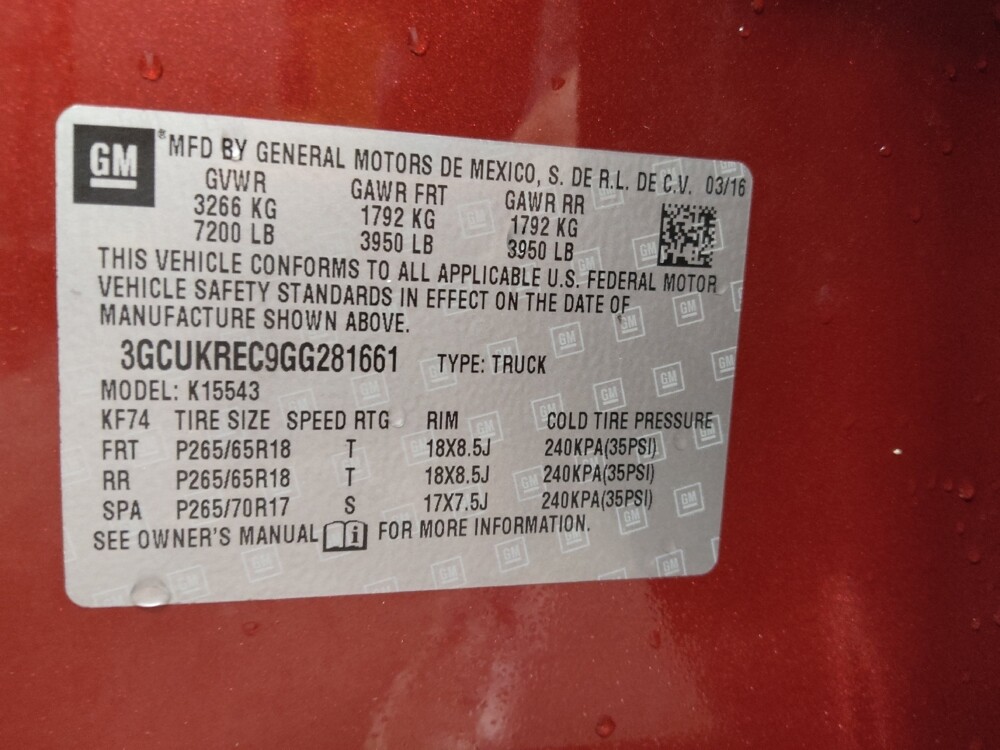 GM ® MFD BY GENERAL MOTORS DE MEXICO, S. DE R.L. DE C.V. 03/16
GVWR GAWR FRT GAWR RR
3266 KG 1792 KG 1792 KG
7200 LB 3950 LB 3950 LB
THIS VEHICLE CONFORMS TO ALL APPLICABLE U.S. FEDERAL MOTOR
VEHICLE SAFETY STANDARDS IN EFFECT ON THE DATE OF
MANUFACTURE SHOWN ABOVE.
3GCUKREC9GG281661 TYPE: TRUCK
MODEL: K15543
KF74 TIRE SIZE SPEED RTG RIM COLD TIRE PRESSURE
FRT P265/65R18 T 18X8.5J 240KPA(35PSI)
RR P265/65R18 T 18X8.5J 240KPA(35PSI)
SPA P265/70R17 S 17X7.5J 240KPA(35PSI)
SEE OWNER'S MANUAL i FOR MORE INFORMATION.